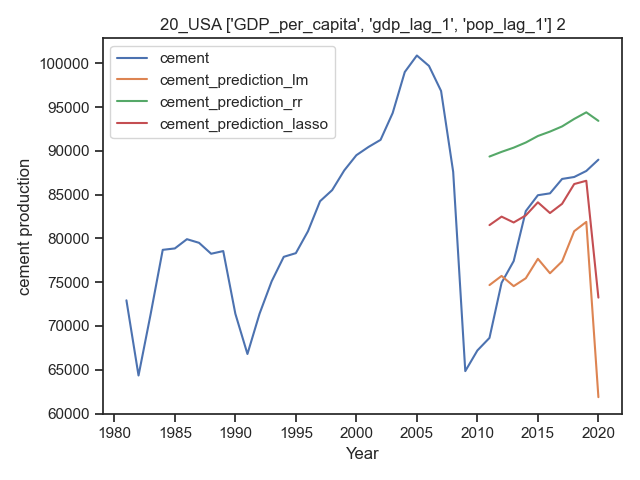 20_USA ['GDP_per_capita', 'gdp_lag_1', 'pop_lag_1'] 2
cement
cement_prediction_lm
cement_prediction_rr
cement_prediction_lasso
cement production
100000
95000
90000
85000
80000
75000
70000
65000
60000
1980 1985 1990 1995 2000 2005 2010 2015 2020
Year